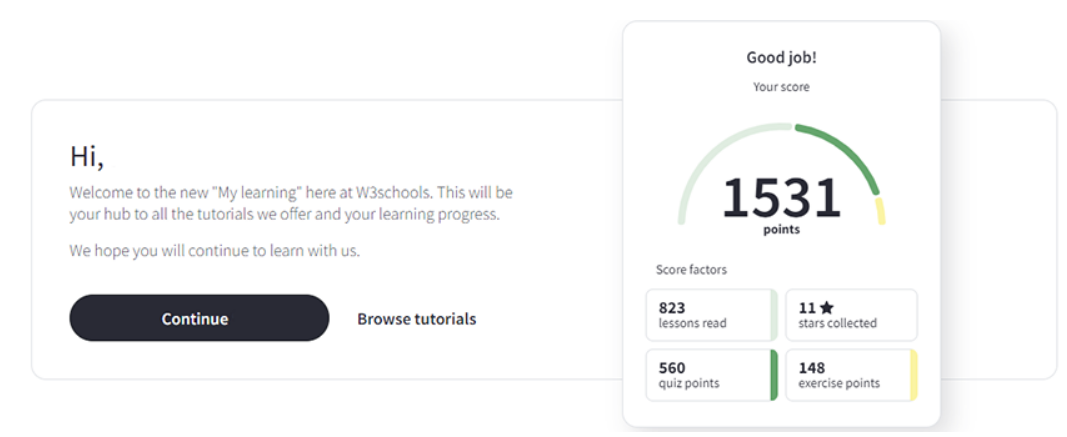 Hi,
Welcome to the new "My learning" here at W3schools. This will be
your hub to all the tutorials we offer and your learning progress.
We hope you will continue to learn with us.
Continue
Browse tutorials
Good job!
Your score
1531
points
Score factors
823
lessons read
11 ★
stars collected
560
quiz points
148
exercise points